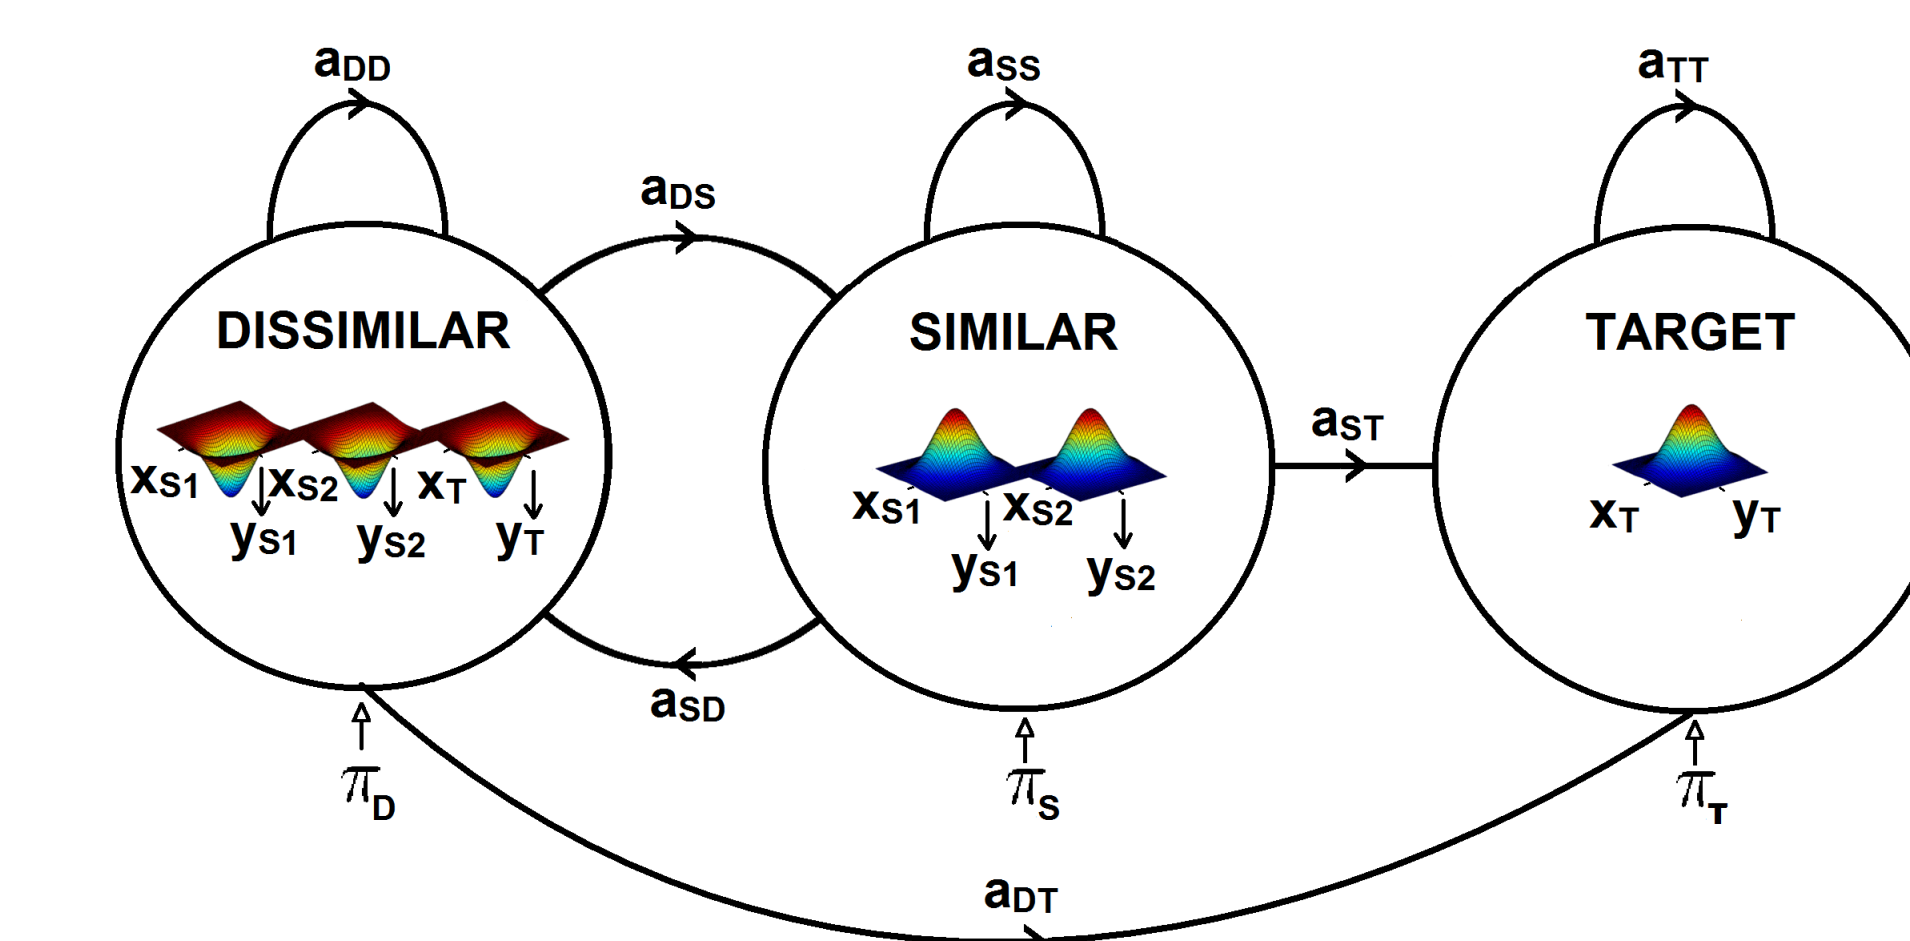 aDD
aSS
aTT
aDS
DISSIMILAR
SIMILAR
TARGET
aST
xS1
xS2
xT
yS1
yS2
yT
xS1
xS2
yS1
yS2
xT
yT
aSD
πD
πS
πT
aDT